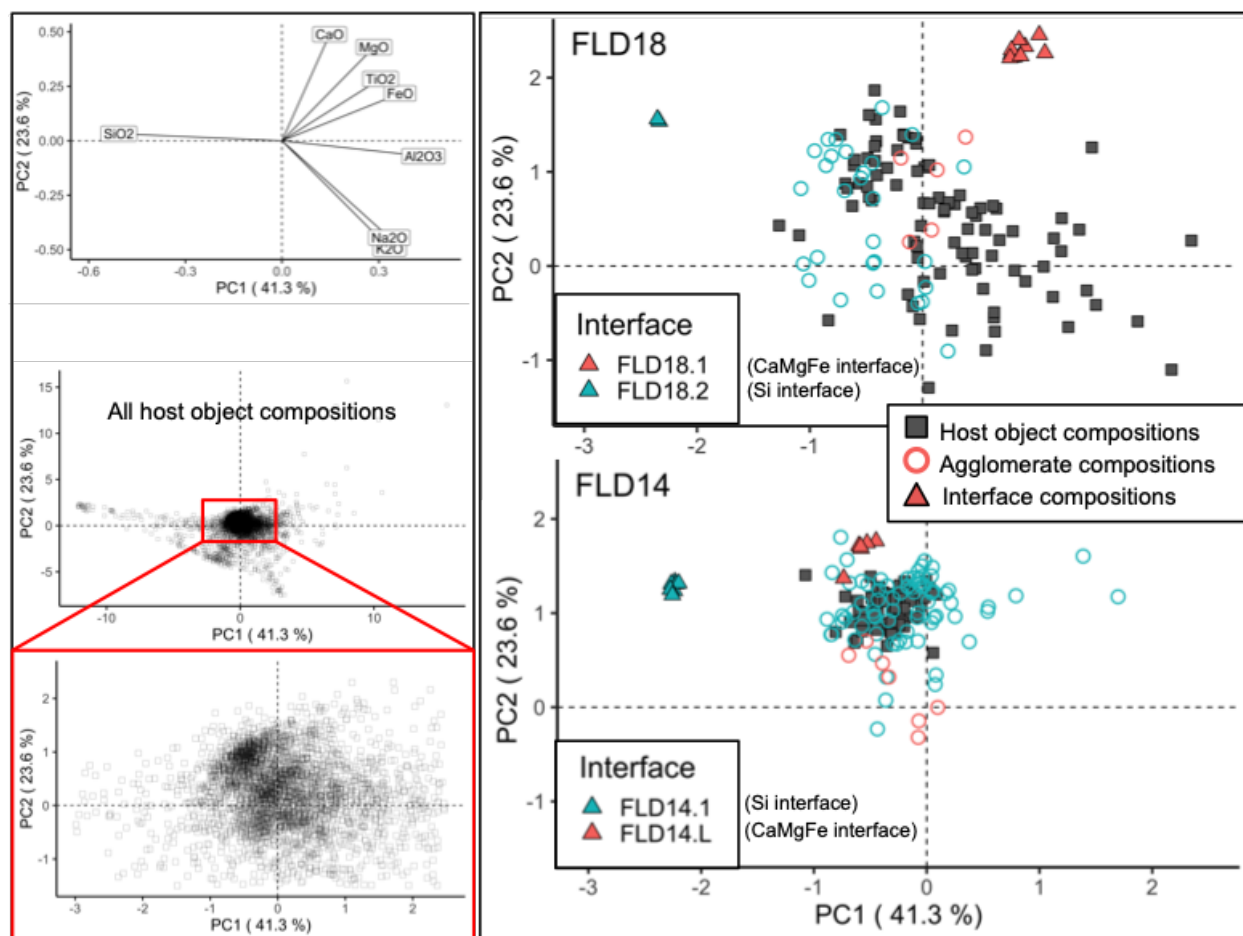 0.50
0.25
0.00
-0.25
-0.50
PC2 ( 23.6 %)
CaO
MgO
TiO2
FeO
SiO2
Al2O3
Na2O
K2O
-0.6
-0.3
0.0
0.3
PC1 ( 41.3 %)
15
10
5
0
-5
PC2 ( 23.6 %)
All host object compositions
-10
0
10
PC1 ( 41.3 %)
2
1
0
-1
PC2 ( 23.6 %)
-3
-2
-1
0
1
2
PC1 ( 41.3 %)
FLD18
2
1
0
-1
PC2 ( 23.6 %)
Interface
FLD18.1 (CaMgFe interface)
FLD18.2 (Si interface)
-3
-2
-1
Host object compositions
Agglomerate compositions
Interface compositions
FLD14
2
1
0
-1
PC2 ( 23.6 %)
Interface
FLD14.1 (Si interface)
FLD14.L (CaMgFe interface)
-3
-2
-1
0
1
2
PC1 ( 41.3 %)